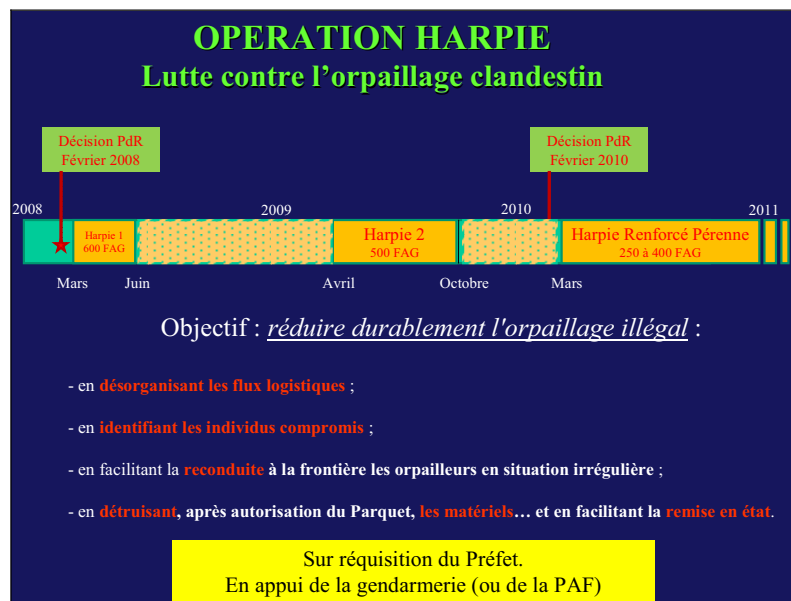 OPERATION HARPIE
Lutte contre l'orpaillage clandestin
Décision PdR
Février 2008
Décision PdR
Février 2010
2008
2009
2010
2011
Harpie 1
600 FAG
Harpie 2
500 FAG
Harpie Renforcé Pérenne
250 à 400 FAG
Mars
Juin
Avril
Octobre
Mars
Objectif : réduire durablement l'orpaillage illégal :
- en désorganisant les flux logistiques ;
- en identifiant les individus compromis ;
- en facilitant la reconduite à la frontière les orpailleurs en situation irrégulière ;
- en détruisant, après autorisation du Parquet, les matériels… et en facilitant la remise en état.
Sur réquisition du Préfet.
En appui de la gendarmerie (ou de la PAF)